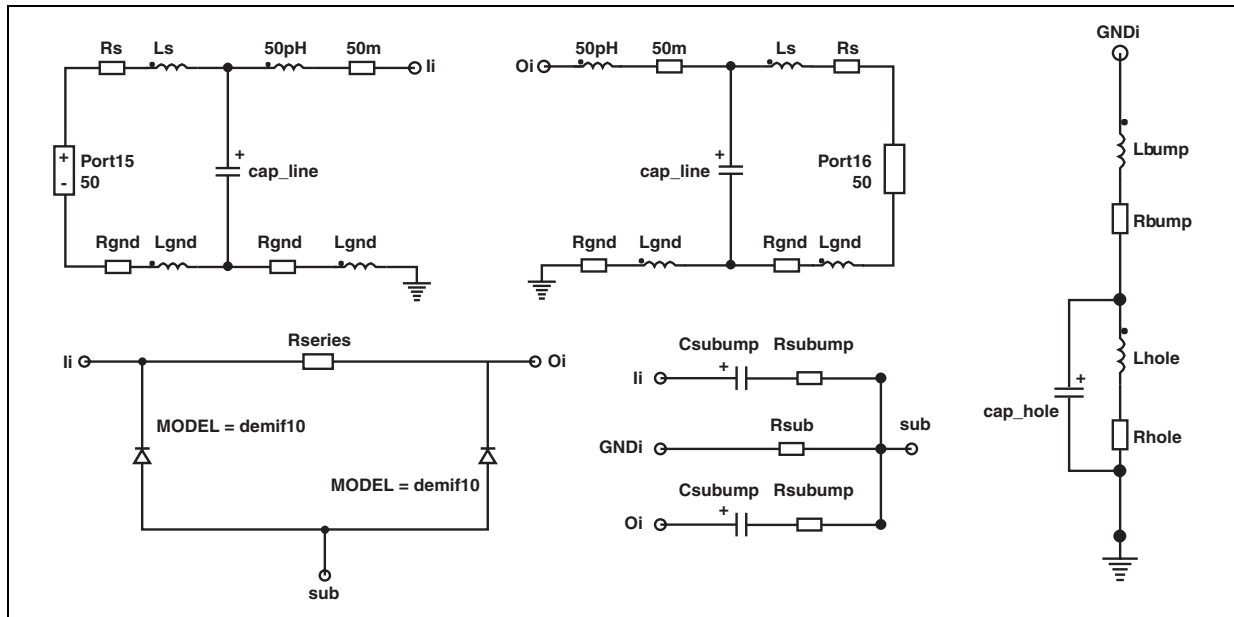 Rs Ls 50pH 50m Ii
+
-
Port15
50
+
cap_line
Rgnd Lgnd Rgnd Lgnd
Oi 50pH 50m Ls Rs
+
cap_line
Port16
50
Rgnd Lgnd Rgnd Lgnd
GNDi
Lbump
Rbump
Lhole
+
cap_hole
Rhole
Ii Rseries Oi
MODEL = demif10
MODEL = demif10
sub
Csubump Rsubump
Ii +
Rsub sub
GNDi
Csubump Rsubump
Oi +